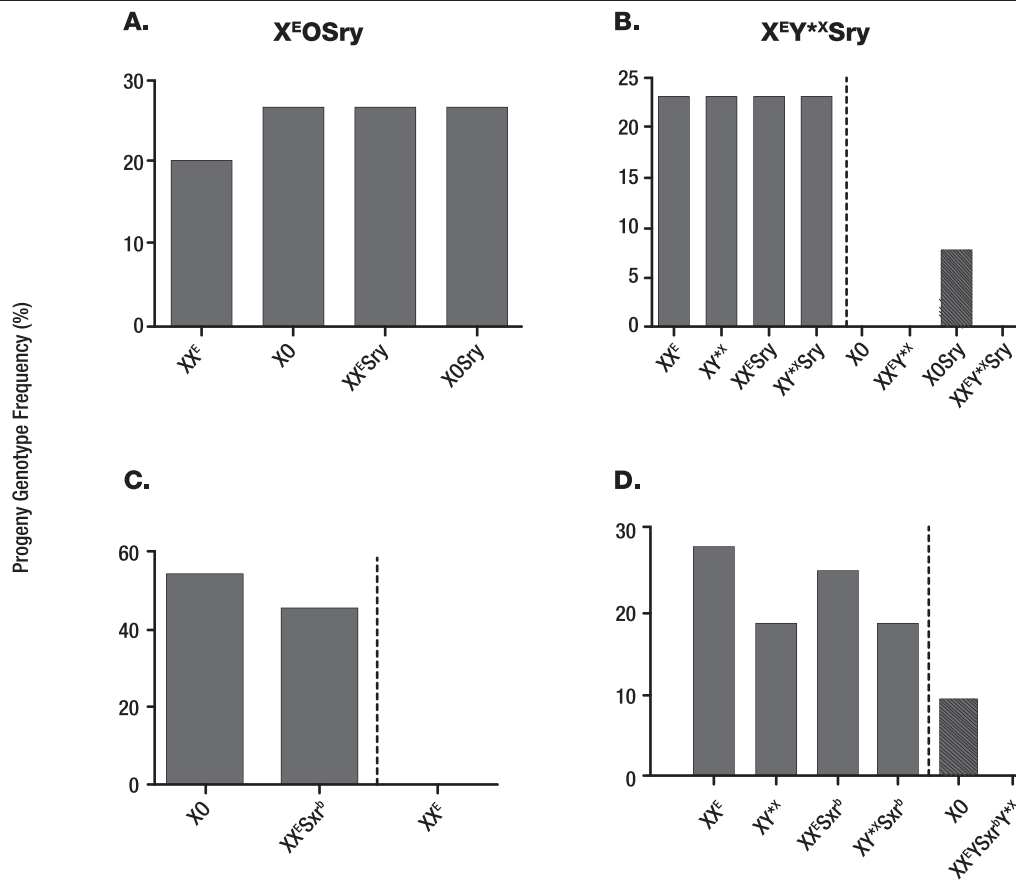 A.
XᴱOSry
30
20
10
0
XXᴱ
XO
XXᴱSry
XOSry
B.
XᴱY*ˣSry
25
20
15
10
5
0
XXᴱ
XY*ˣ
XXᴱSry
XY*ˣSry
XO
XXᴱY*ˣ
XOSry
XXᴱY*ˣSry
Progeny Genotype Frequency (%)
C.
60
40
20
0
XO
XXᴱSxrᵇ
XXᴱ
D.
30
20
10
0
XXᴱ
XY*ˣ
XXᴱSxrᵇ
XY*ˣSxrᵇ
XO
XXᴱYSxrᵇY*ˣ